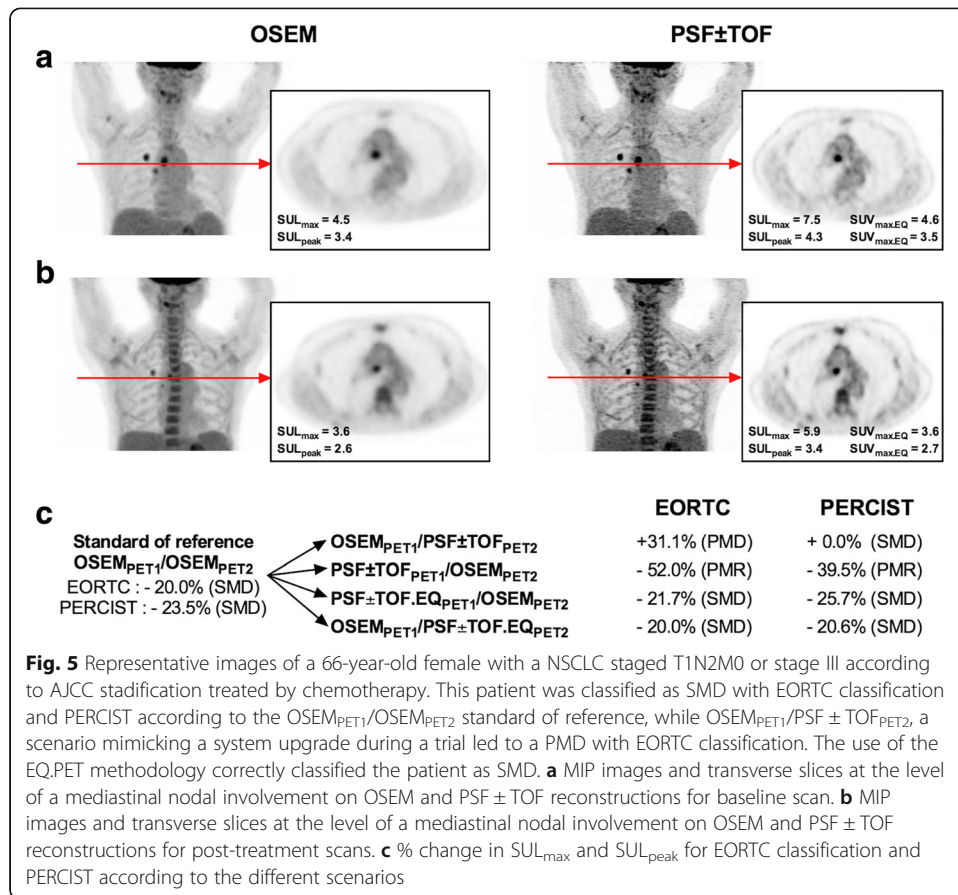 OSEM PSF±TOF
a
SULmax = 4.5
SULpeak = 3.4
SULmax = 7.5 SUVmax.EQ = 4.6
SULpeak = 4.3 SUVmax.EQ = 3.5
b
SULmax = 3.6
SULpeak = 2.6
SULmax = 5.9 SUVmax.EQ = 3.6
SULpeak = 3.4 SUVmax.EQ = 2.7
c
EORTC PERCIST
Standard of reference
OSEMPET1/OSEMPET2
EORTC : - 20.0% (SMD)
PERCIST : - 23.5% (SMD)
OSEMPET1/PSF±TOFPET2 +31.1% (PMD) + 0.0% (SMD)
PSF±TOFPET1/OSEMPET2 - 52.0% (PMR) - 39.5% (PMR)
PSF±TOF.EQPET1/OSEMPET2 - 21.7% (SMD) - 25.7% (SMD)
OSEMPET1/PSF±TOF.EQPET2 - 20.0% (SMD) - 20.6% (SMD)
Fig. 5 Representative images of a 66-year-old female with a NSCLC staged T1N2M0 or stage III according
to AJCC stadification treated by chemotherapy. This patient was classified as SMD with EORTC classification
and PERCIST according to the OSEMPET1/OSEMPET2 standard of reference, while OSEMPET1/PSF ± TOFPET2, a
scenario mimicking a system upgrade during a trial led to a PMD with EORTC classification. The use of the
EQ.PET methodology correctly classified the patient as SMD. a MIP images and transverse slices at the level
of a mediastinal nodal involvement on OSEM and PSF ± TOF reconstructions for baseline scan. b MIP
images and transverse slices at the level of a mediastinal nodal involvement on OSEM and PSF ± TOF
reconstructions for post-treatment scans. c % change in SULmax and SULpeak for EORTC classification and
PERCIST according to the different scenarios